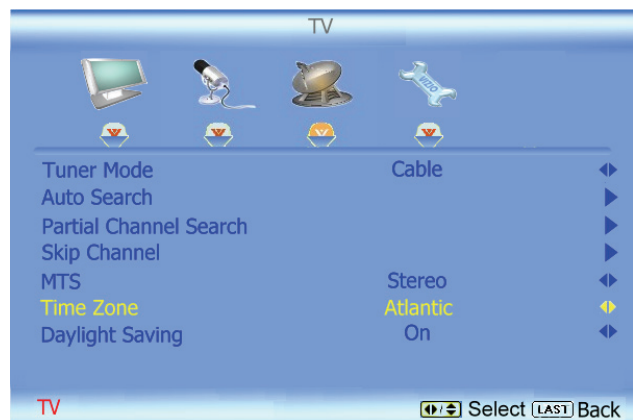 TV
VIZIO
Tuner Mode Cable
Auto Search
Partial Channel Search
Skip Channel
MTS Stereo
Time Zone Atlantic
Daylight Saving On
TV Select LAST Back